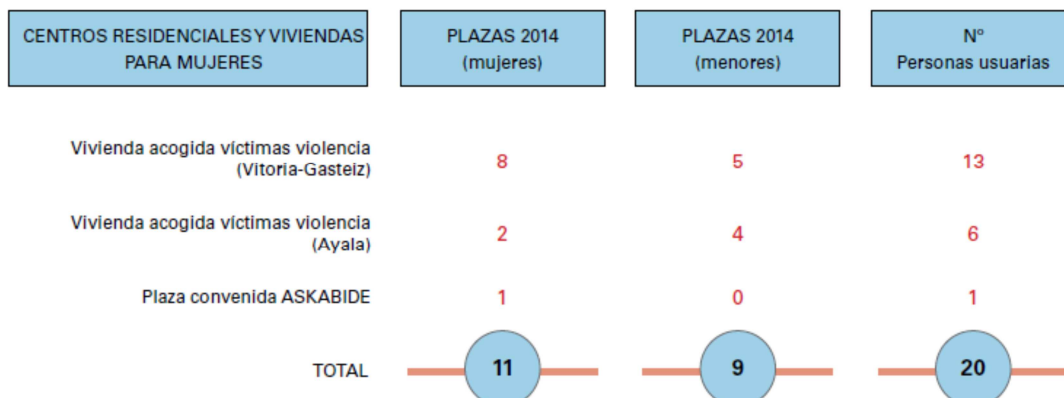 CENTROS RESIDENCIALES Y VIVIENDAS
PARA MUJERES
PLAZAS 2014
(mujeres)
PLAZAS 2014
(menores)
Nº
Personas usuarias
Vivienda acogida víctimas violencia
(Vitoria-Gasteiz)
8 5 13
Vivienda acogida víctimas violencia
(Ayala)
2 4 6
Plaza convenida ASKABIDE 1 0 1
TOTAL 11 9 20